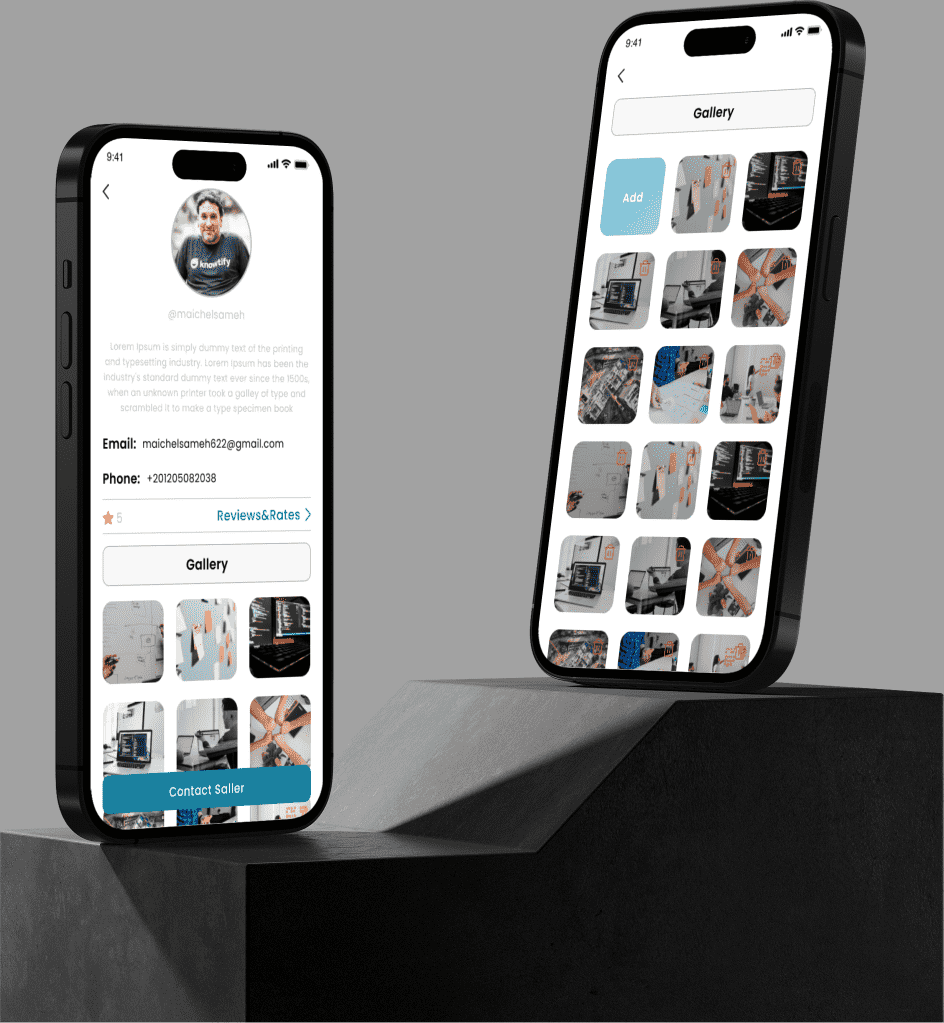 9:41
knowtify
@maichelsameh
Lorem Ipsum is simply dummy text of the printing
and typesetting industry. Lorem Ipsum has been the
industry's standard dummy text ever since the 1500s,
when an unknown printer took a galley of type and
scrambled it to make a type specimen book
Email: maichelsameh622@gmail.com
Phone: +201205082038
5
Reviews&Rates
Gallery
Contact Saller
9:41
Gallery
Add